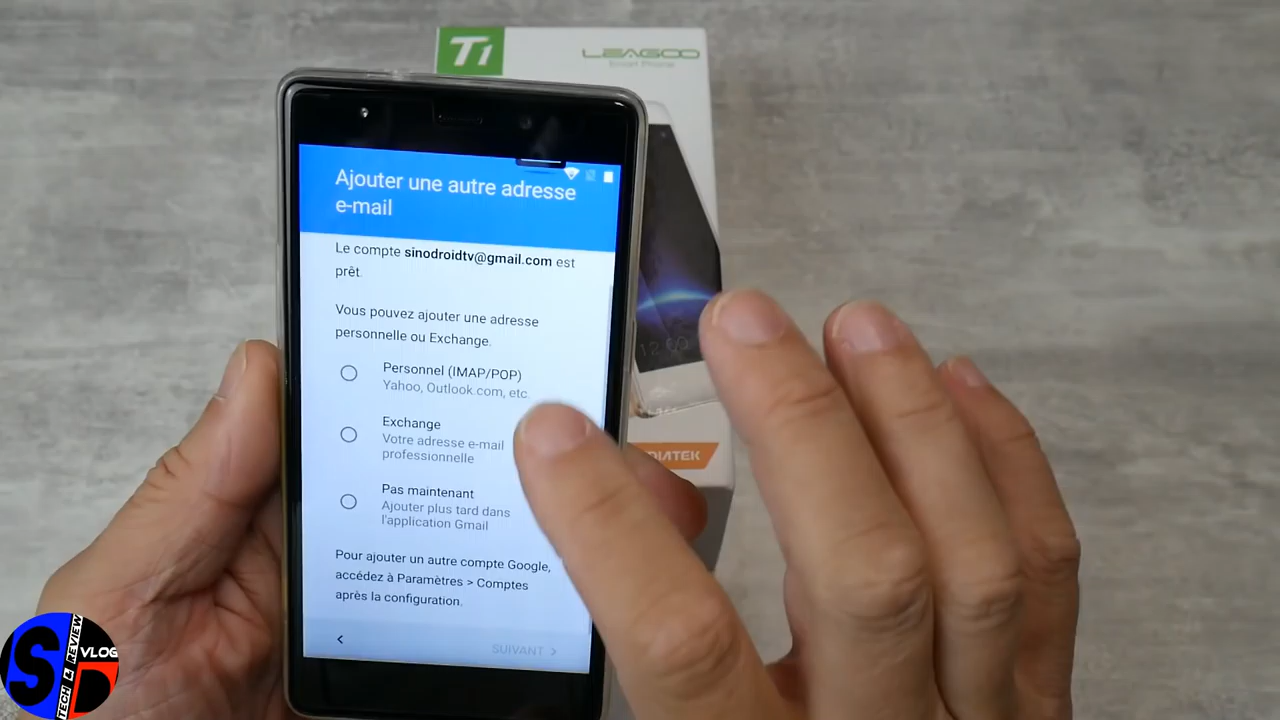 T1
LEAGOO
Smart Phone
Ajouter une autre adresse
e-mail
Le compte sinodroidtv@gmail.com est
prêt.
Vous pouvez ajouter une adresse
personnelle ou Exchange.
Personnel (IMAP/POP)
Yahoo, Outlook.com, etc.
Exchange
Votre adresse e-mail
professionnelle
Pas maintenant
Ajouter plus tard dans
l'application Gmail
Pour ajouter un autre compte Google,
accédez à Paramètres > Comptes
après la configuration.
SUIVANT
SD
TECH & REVIEW
VLOG